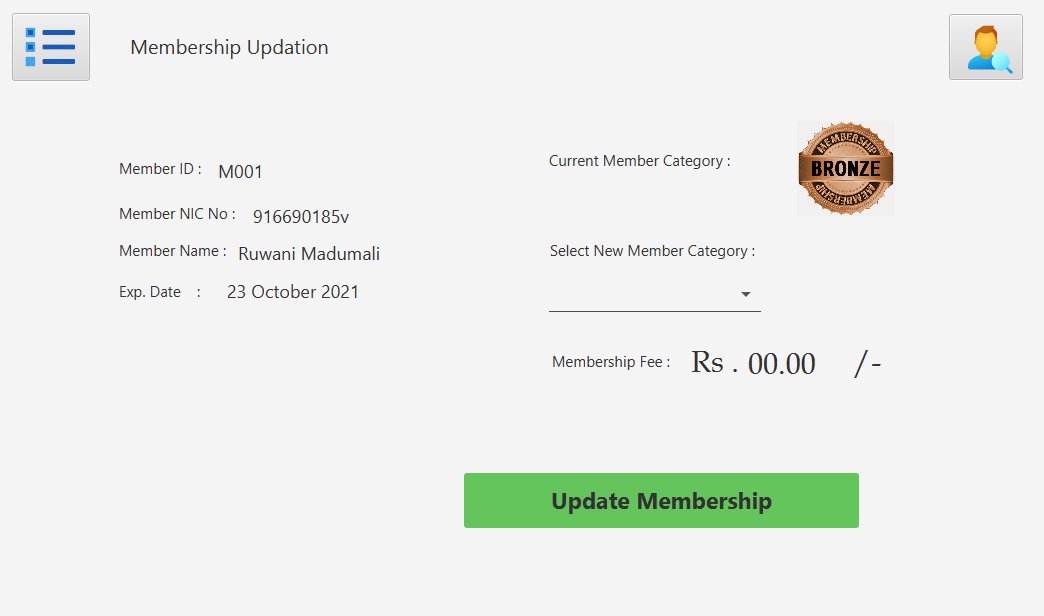 Membership Updation
Member ID : M001
Member NIC No : 916690185v
Member Name : Ruwani Madumali
Exp. Date : 23 October 2021
Current Member Category :
MEMBERSHIP
BRONZE
MEMBERSHIP
Select New Member Category :
Membership Fee : Rs . 00.00 /-
Update Membership